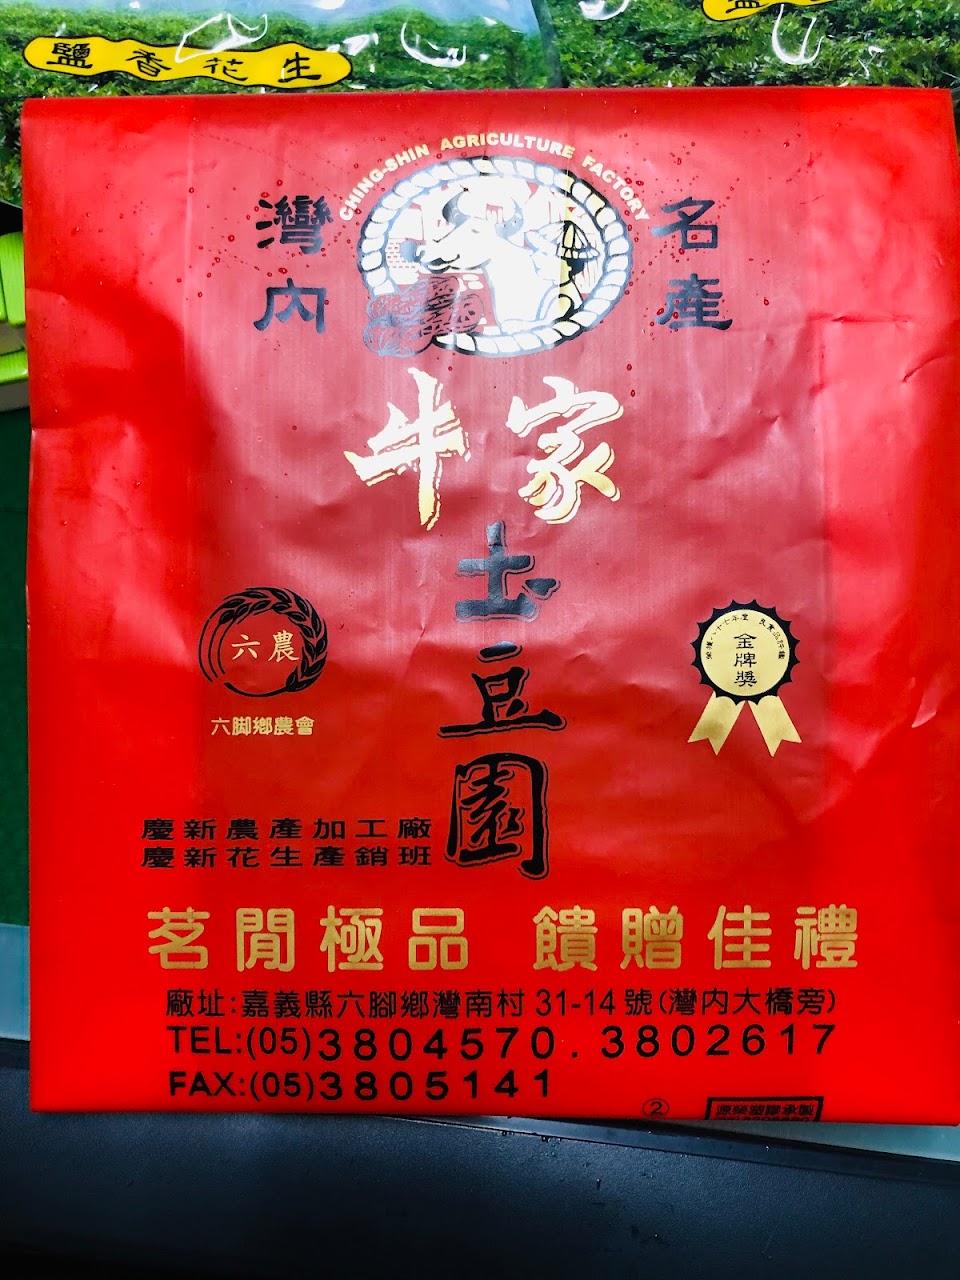 鹽香花生
CHING-SHIN AGRICULTURE FACTORY
灣內
名產
牛家
土豆園
六農
六脚鄉農會
金牌獎
慶新農產加工廠
慶新花生產銷班
茗閒極品 饋贈佳禮
廠址:嘉義縣六腳鄉灣南村31-14號(灣内大橋旁)
TEL:(05)3804570.3802617
FAX:(05)3805141
②